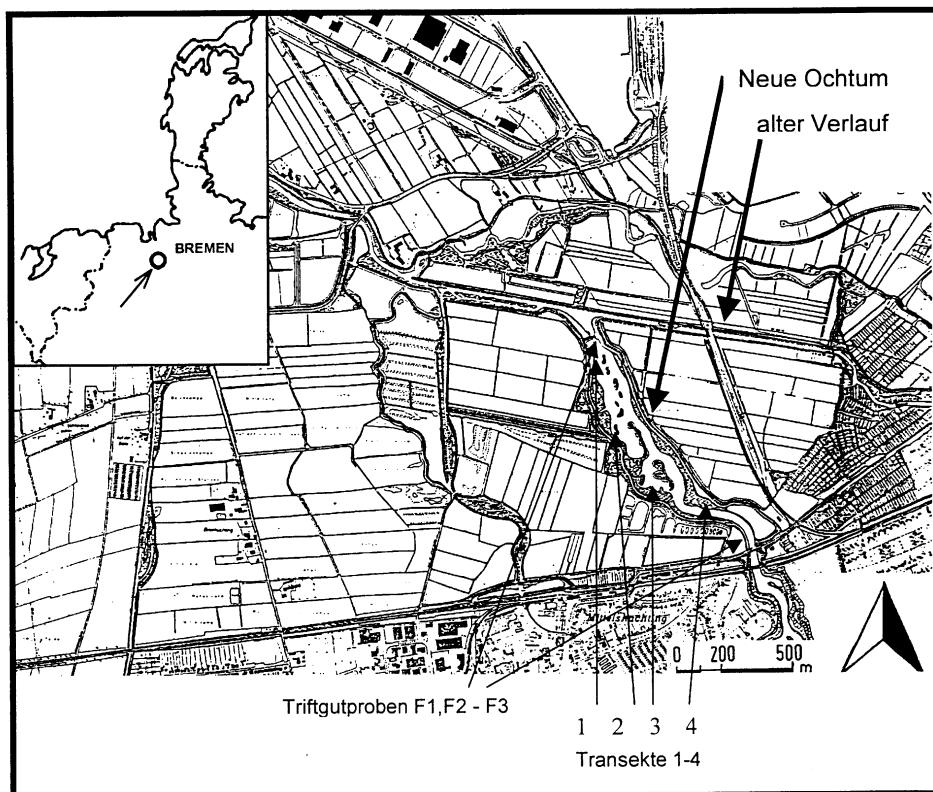 Neue Ochtum
alter Verlauf
BREMEN
0 200 500
m
Triftgutproben F1,F2 - F3
1 2 3 4
Transekte 1-4